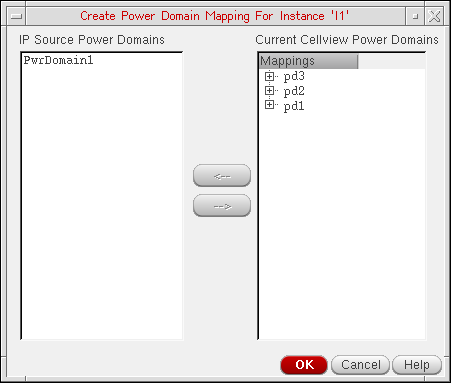 Create Power Domain Mapping For Instance 'I1'
IP Source Power Domains
Current Cellview Power Domains
PwrDomain1
Mappings
pd3
pd2
pd1
<--
-->
OK
Cancel
Help